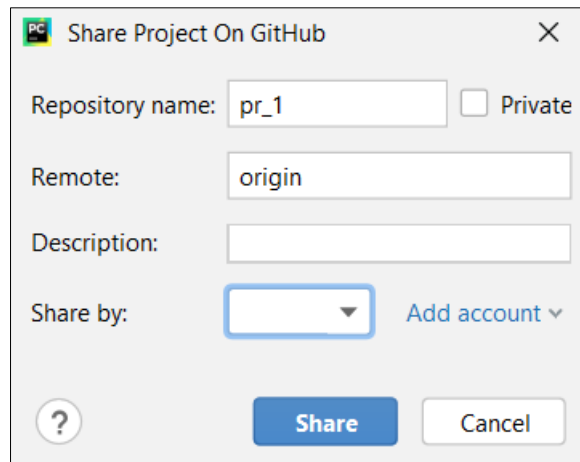 PC Share Project On GitHub
Repository name: pr_1 Private
Remote: origin
Description:
Share by: Add account
? Share Cancel